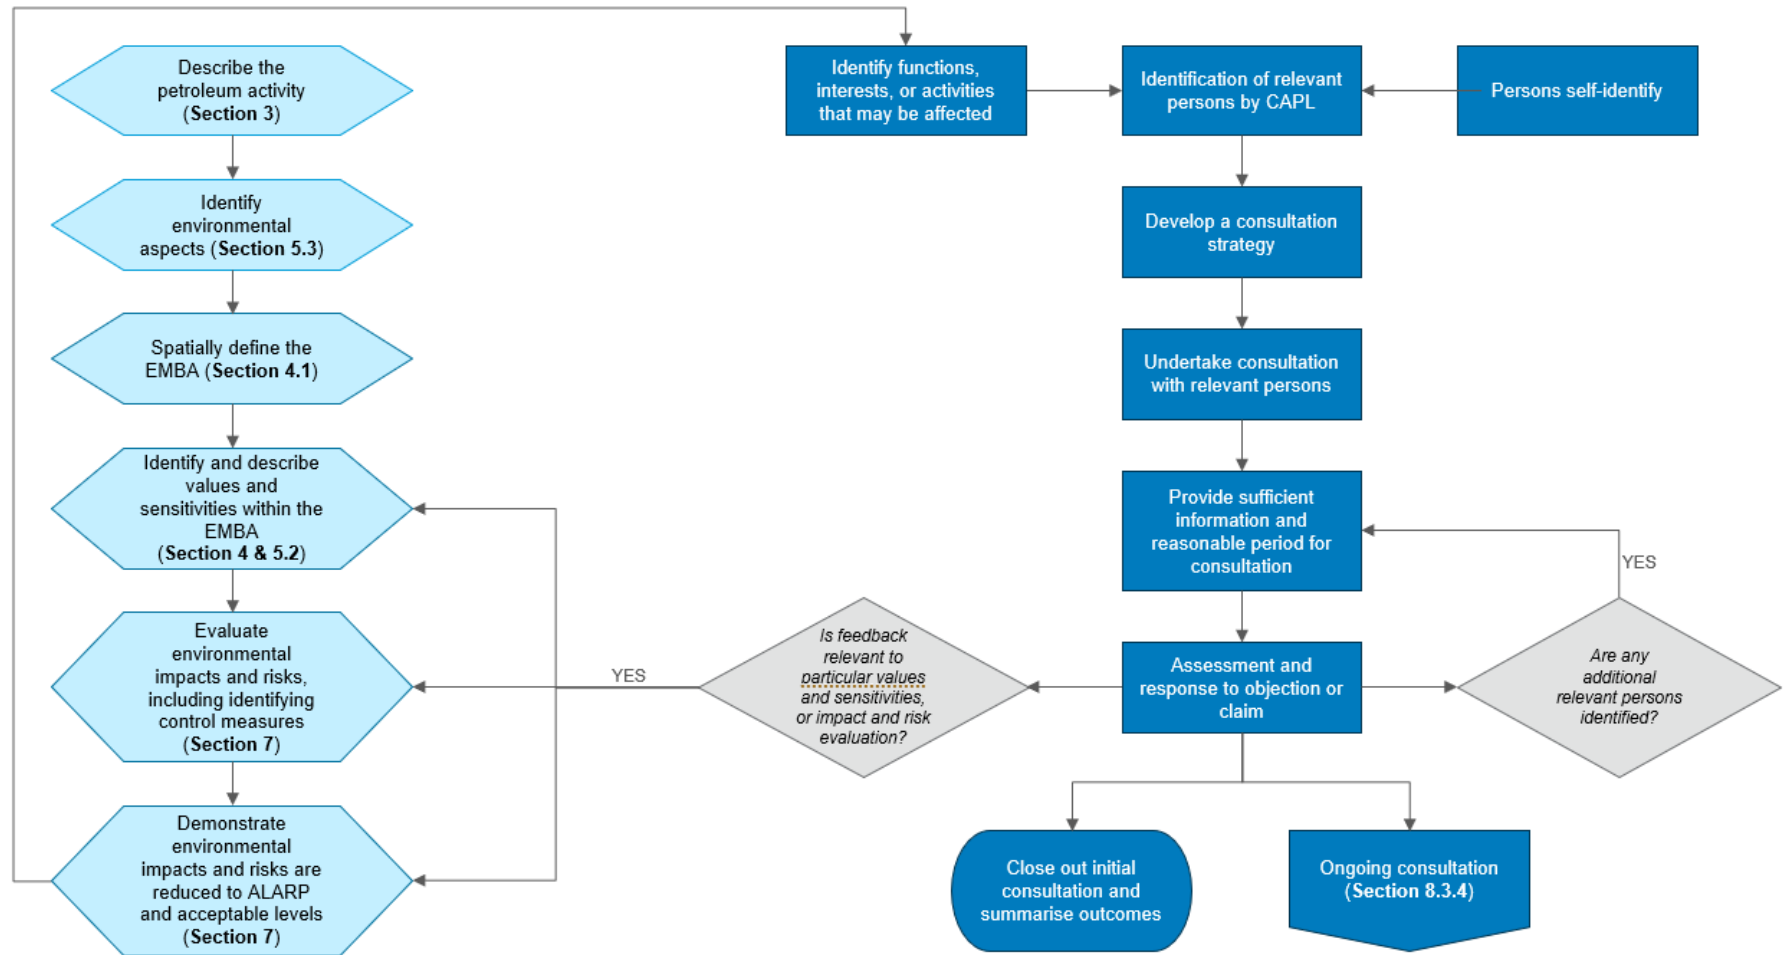 Describe the
petroleum activity
(Section 3)
Identify
environmental
aspects (Section 5.3)
Spatially define the
EMBA (Section 4.1)
Identify and describe
values and
sensitivities within the
EMBA
(Section 4 & 5.2)
Evaluate
environmental
impacts and risks,
including identifying
control measures
(Section 7)
Demonstrate
environmental
impacts and risks are
reduced to ALARP
and acceptable levels
(Section 7)
YES
Is feedback
relevant to
particular values
and sensitivities,
or impact and risk
evaluation?
Identify functions,
interests, or activities
that may be affected
Identification of relevant
persons by CAPL
Persons self-identify
Develop a consultation
strategy
Undertake consultation
with relevant persons
Provide sufficient
information and
reasonable period for
consultation
YES
Assessment and
response to objection or
claim
Are any
additional
relevant persons
identified?
Close out initial
consultation and
summarise outcomes
Ongoing consultation
(Section 8.3.4)